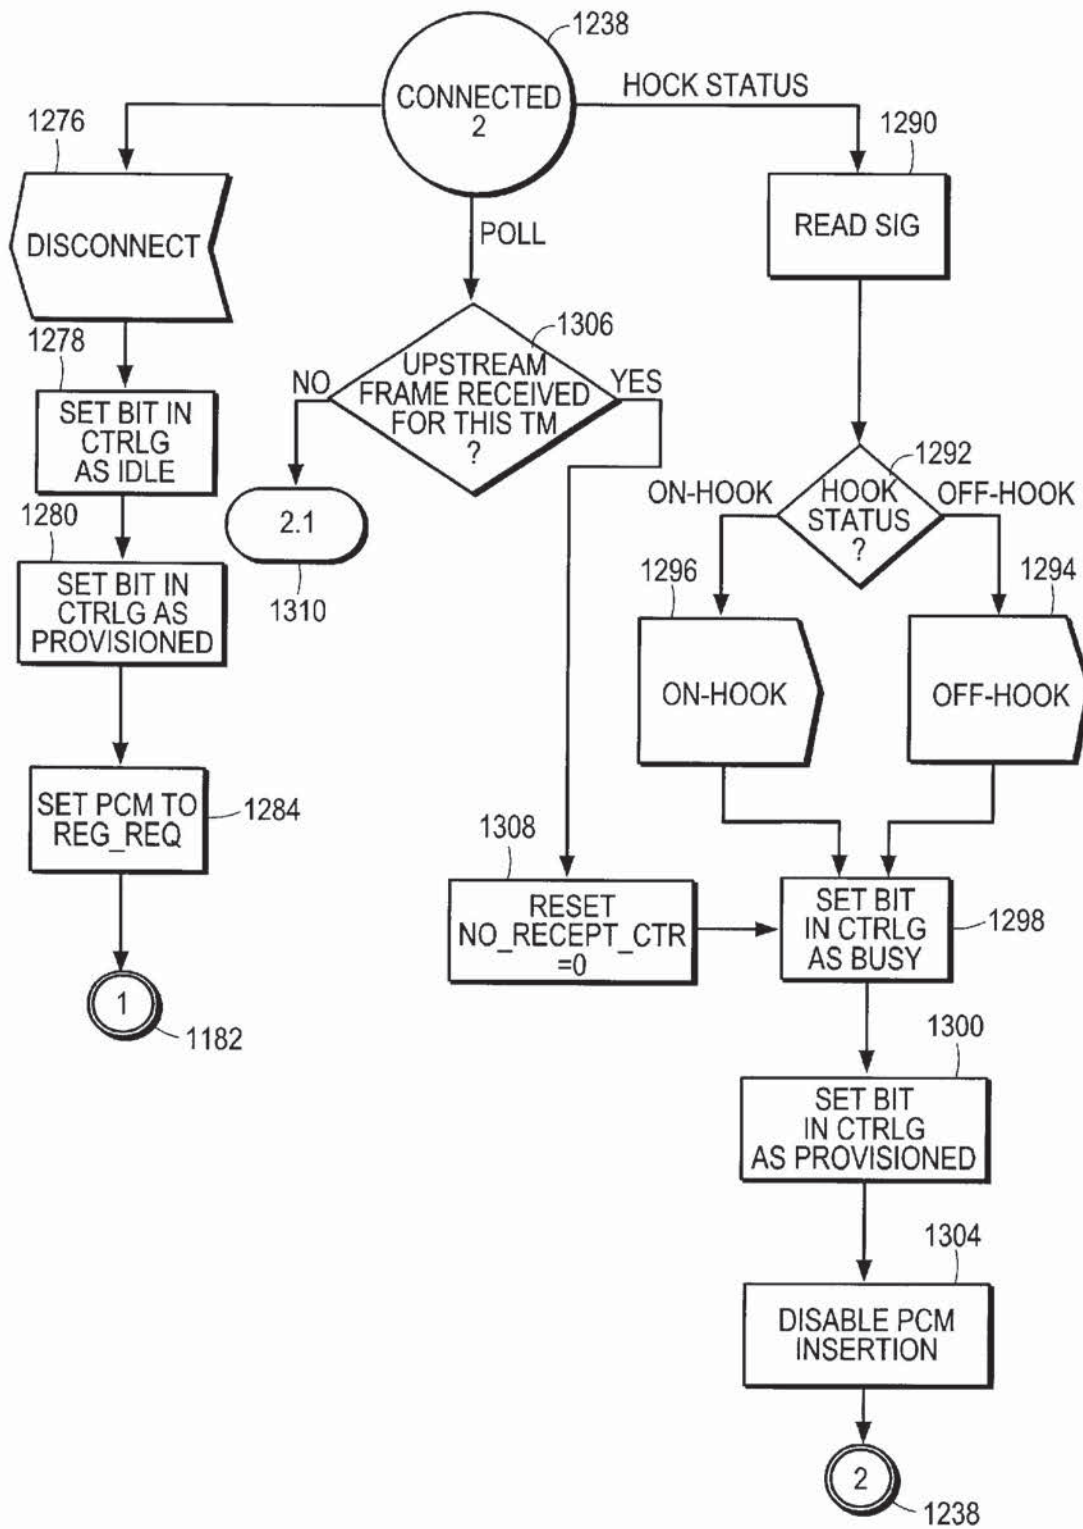 1238
CONNECTED
2
HOCK STATUS
1276
DISCONNECT
POLL
1290
READ SIG
1278
SET BIT IN
CTRLG
AS IDLE
1306
UPSTREAM
FRAME RECEIVED
FOR THIS TM
?
NO
YES
2.1
1310
1280
SET BIT IN
CTRLG AS
PROVISIONED
1292
HOOK
STATUS
?
ON-HOOK
OFF-HOOK
1296
ON-HOOK
1294
OFF-HOOK
SET PCM TO
REG_REQ
1284
1308
RESET
NO_RECEPT_CTR
=0
SET BIT
IN CTRLG
AS BUSY
1298
1
1182
1300
SET BIT
IN CTRLG
AS PROVISIONED
1304
DISABLE PCM
INSERTION
2
1238